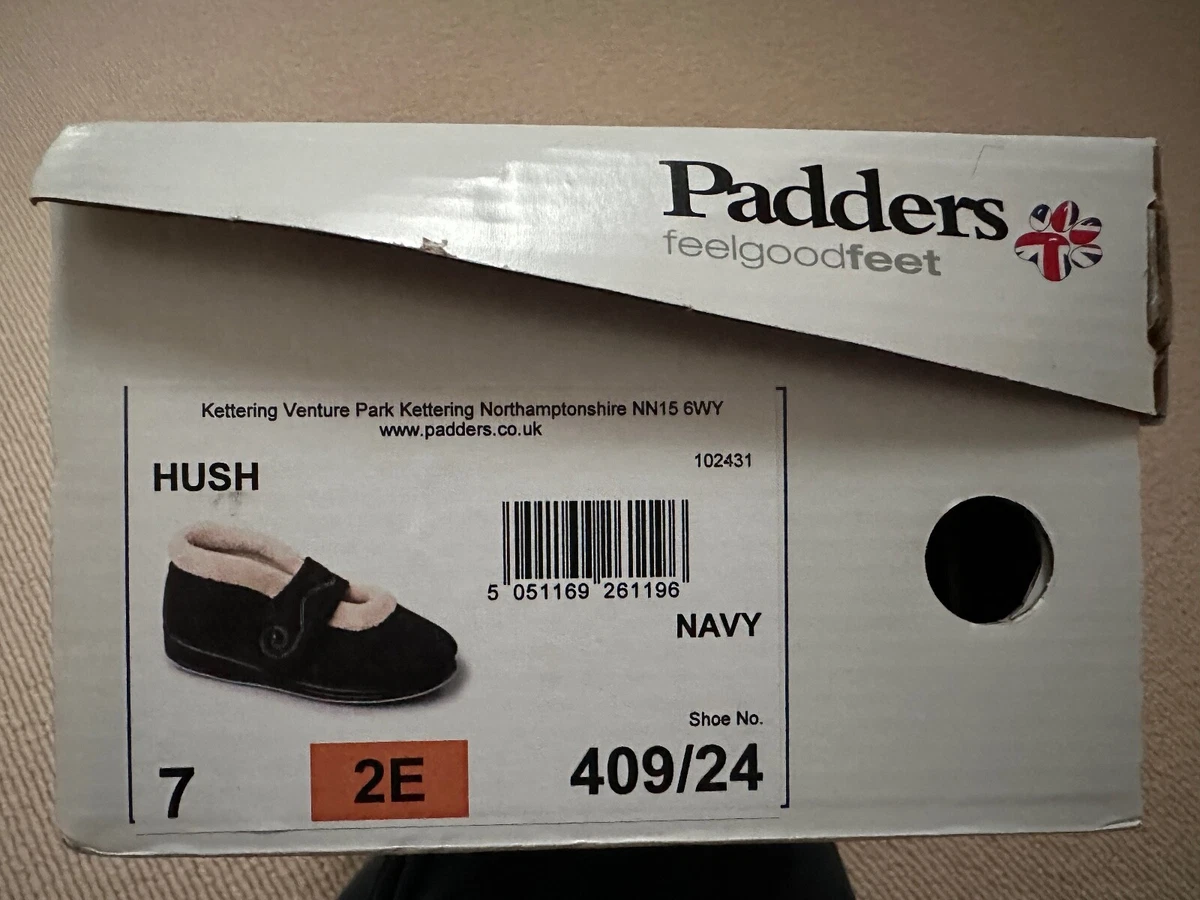 Padders
feelgoodfeet
Kettering Venture Park Kettering Northamptonshire NN15 6WY
www.padders.co.uk
102431
HUSH
5 051169 261196
NAVY
Shoe No.
7 2E 409/24